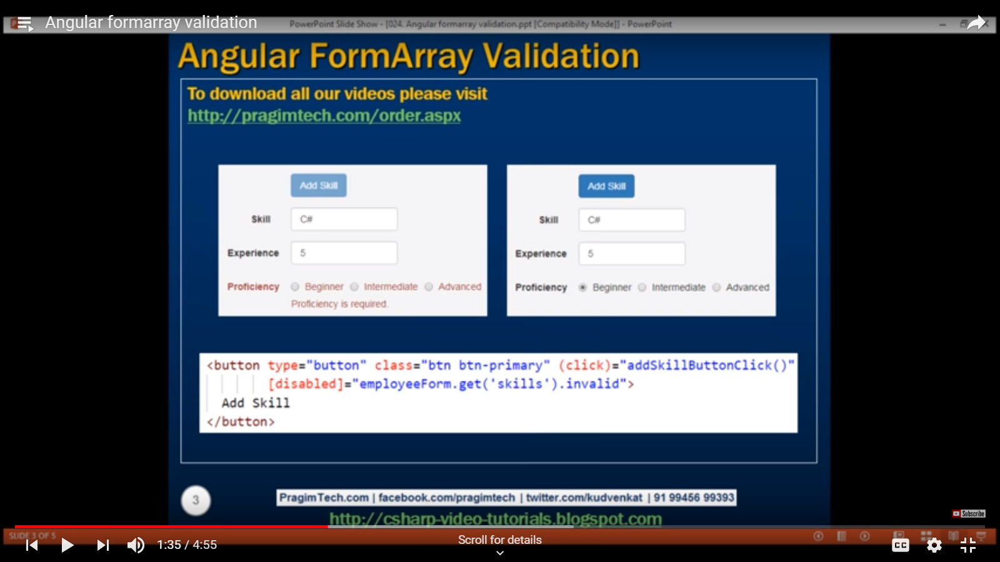 Angular formarray validation
PowerPoint Slide Show - [024. Angular formarray validation.ppt [Compatibility Mode]] - PowerPoint
Angular FormArray Validation
To download all our videos please visit
http://pragimtech.com/order.aspx
Add Skill
Skill C#
Experience 5
Proficiency Beginner Intermediate Advanced
Proficiency is required.
Add Skill
Skill C#
Experience 5
Proficiency Beginner Intermediate Advanced
<button type="button" class="btn btn-primary" (click)="addSkillButtonClick()"
[disabled]="employeeForm.get('skills').invalid">
Add Skill
</button>
3
PragimTech.com | facebook.com/pragimtech | twitter.com/kudvenkat | 91 99456 99393
http://csharp-video-tutorials.blogspot.com
Subscribe
SLIDE 3 OF 5
1:35 / 4:55
Scroll for details
CC